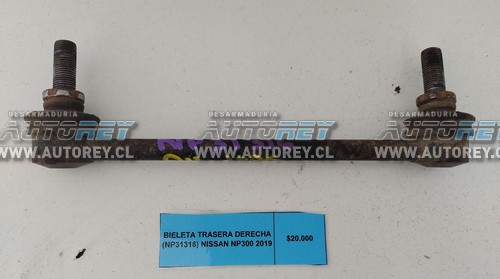 DESARMADURIA DESARMADURIA DESARMADURIA
AUTOREY AUTOREY AUTOREY
WWW.AUTOREY.CL WWW.AUTOREY.CL WWW.AUTOREY.CL
BIELETA TRASERA DERECHA
(NP31318) NISSAN NP300 2019
$20.000